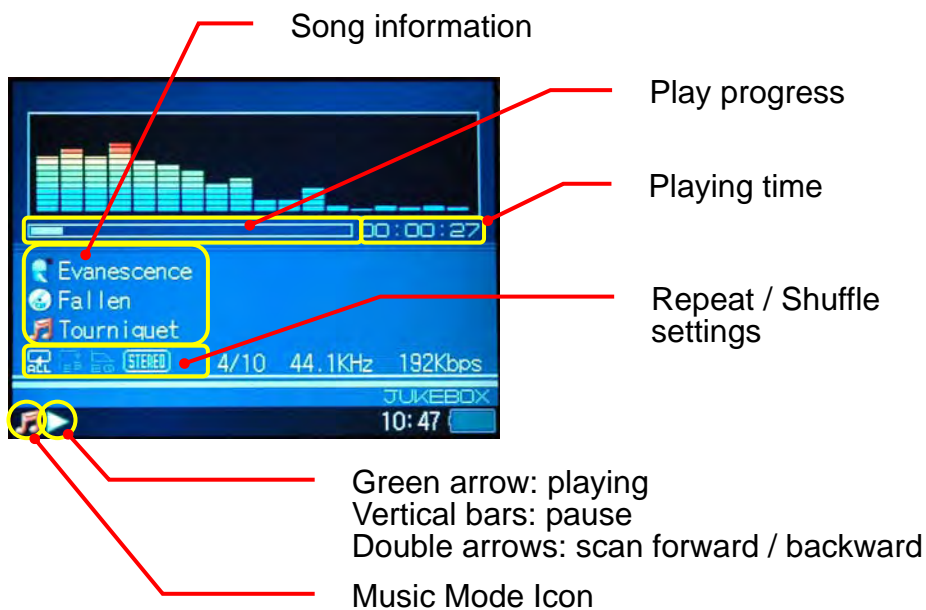 Song information
Play progress
Playing time
00:00:27
Evanescence
Fallen
Tourniquet
Repeat / Shuffle
settings
ALL STEREO 4/10 44.1KHz 192Kbps
JUKEBOX
10:47
Green arrow: playing
Vertical bars: pause
Double arrows: scan forward / backward
Music Mode Icon